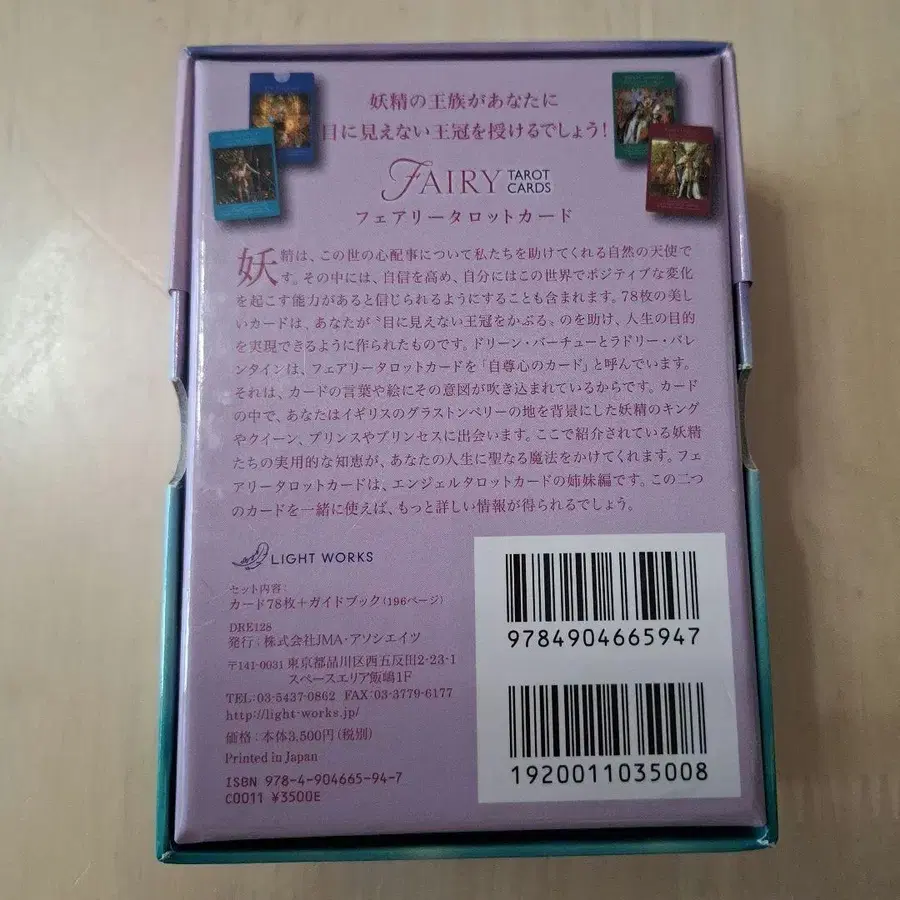 妖精の王族があなたに
目に見えない王冠を授けるでしょう!
FAIRY TAROT CARDS
フェアリータロットカード
妖精は、この世の心配事について私たちを助けてくれる自然の天使で
す。その中には、自信を高め、自分にはこの世界でポジティブな変化
を起こす能力があると信じられるようにすることも含まれます。78枚の美し
いカードは、あなたが〝目に見えない王冠をかぶる〟のを助け、人生の目的
を実現できるように作られたものです。ドリーン・バーチューとラドリー・バレ
ンタインは、フェアリータロットカードを「自尊心のカード」と呼んでいます。
それは、カードの言葉や絵にその意図が吹き込まれているからです。カード
の中で、あなたはイギリスのグラストンベリーの地を背景にした妖精のキング
やクイーン、プリンスやプリンセスに出会います。ここで紹介されている妖精
たちの実用的な知恵が、あなたの人生に聖なる魔法をかけてくれます。フェ
アリータロットカードは、エンジェルタロットカードの姉妹編です。この二つ
のカードを一緒に使えば、もっと詳しい情報が得られるでしょう。
LIGHT WORKS
セット内容:
カード78枚+ガイドブック(196ページ)
DRE128
発行:株式会社JMA・アソシエイツ
〒141-0031 東京都品川区西五反田2-23-1
スペースエリア飯嶋1F
TEL:03-5437-0862 FAX:03-3779-6177
http://light-works.jp/
価格:本体3,500円(税別)
Printed in Japan
ISBN 978-4-904665-94-7
C0011 ¥3500E
9784904665947
1920011035008